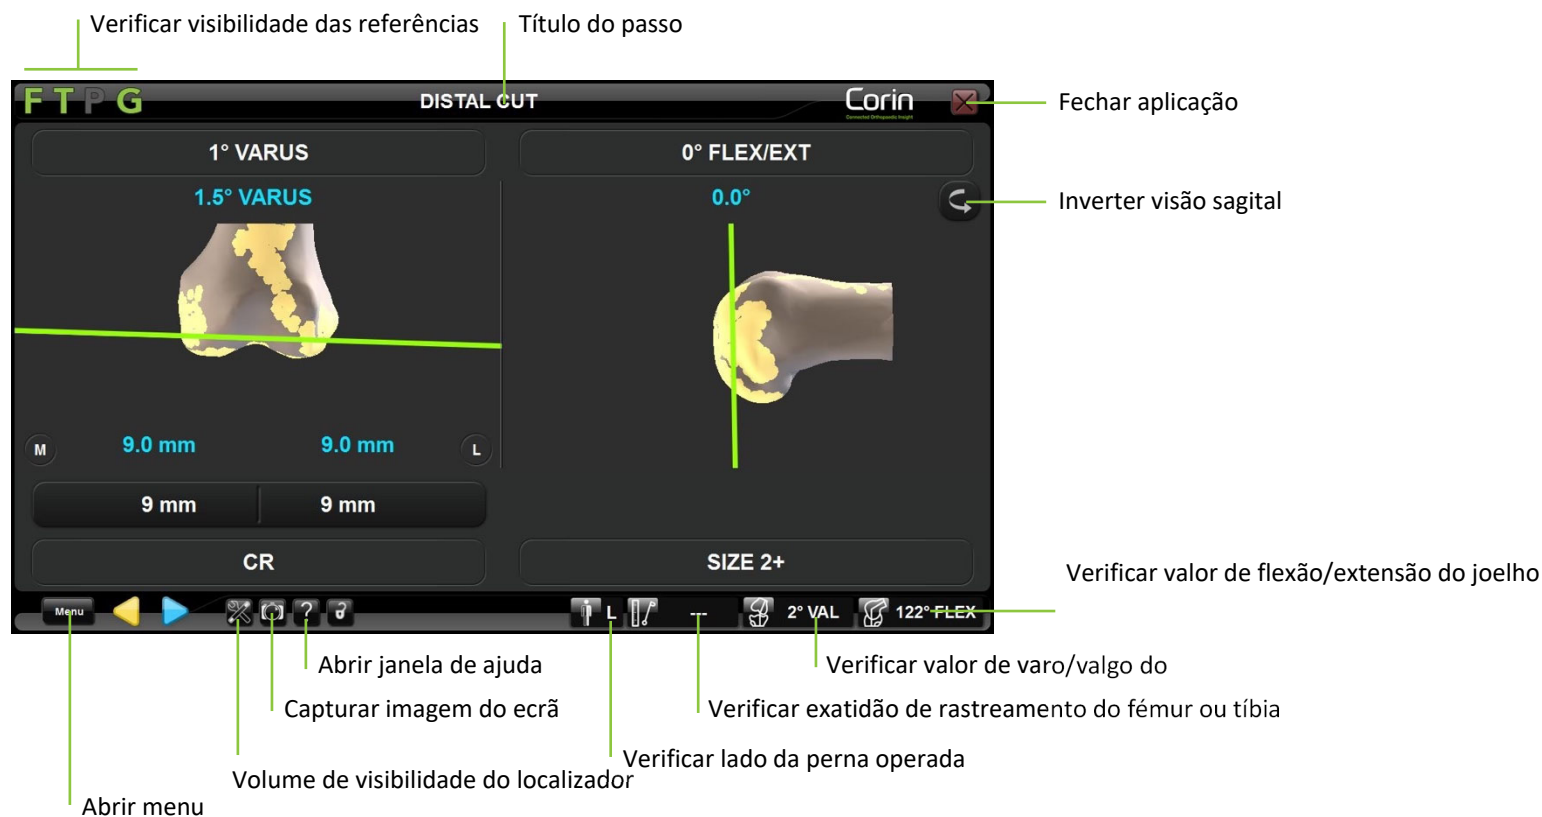 Verificar visibilidade das referências
Título do passo
F T P G
DISTAL CUT
Corin
Connected Orthopaedic Insight
Fechar aplicação
1° VARUS
0° FLEX/EXT
1.5° VARUS
0.0°
Inverter visão sagital
M
9.0 mm
9.0 mm
L
9 mm
9 mm
CR
SIZE 2+
Verificar valor de flexão/extensão do joelho
Menu
?
L
---
2° VAL
122° FLEX
Abrir janela de ajuda
Verificar valor de varo/valgo do
Capturar imagem do ecrã
Verificar exatidão de rastreamento do fémur ou tíbia
Verificar lado da perna operada
Volume de visibilidade do localizador
Abrir menu